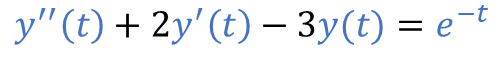 y′′(t) + 2y′(t) − 3y(t) = e⁻ᵗ